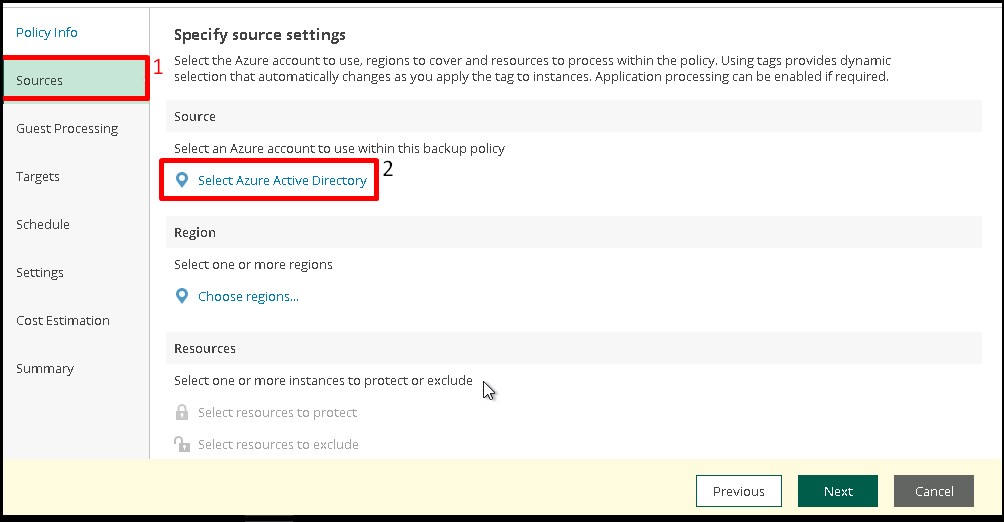 Policy Info
Sources
1
Guest Processing
Targets
Schedule
Settings
Cost Estimation
Summary
Specify source settings
Select the Azure account to use, regions to cover and resources to process within the policy. Using tags provides dynamic
selection that automatically changes as you apply the tag to instances. Application processing can be enabled if required.
Source
Select an Azure account to use within this backup policy
Select Azure Active Directory
2
Region
Select one or more regions
Choose regions...
Resources
Select one or more instances to protect or exclude
Select resources to protect
Select resources to exclude
Previous
Next
Cancel